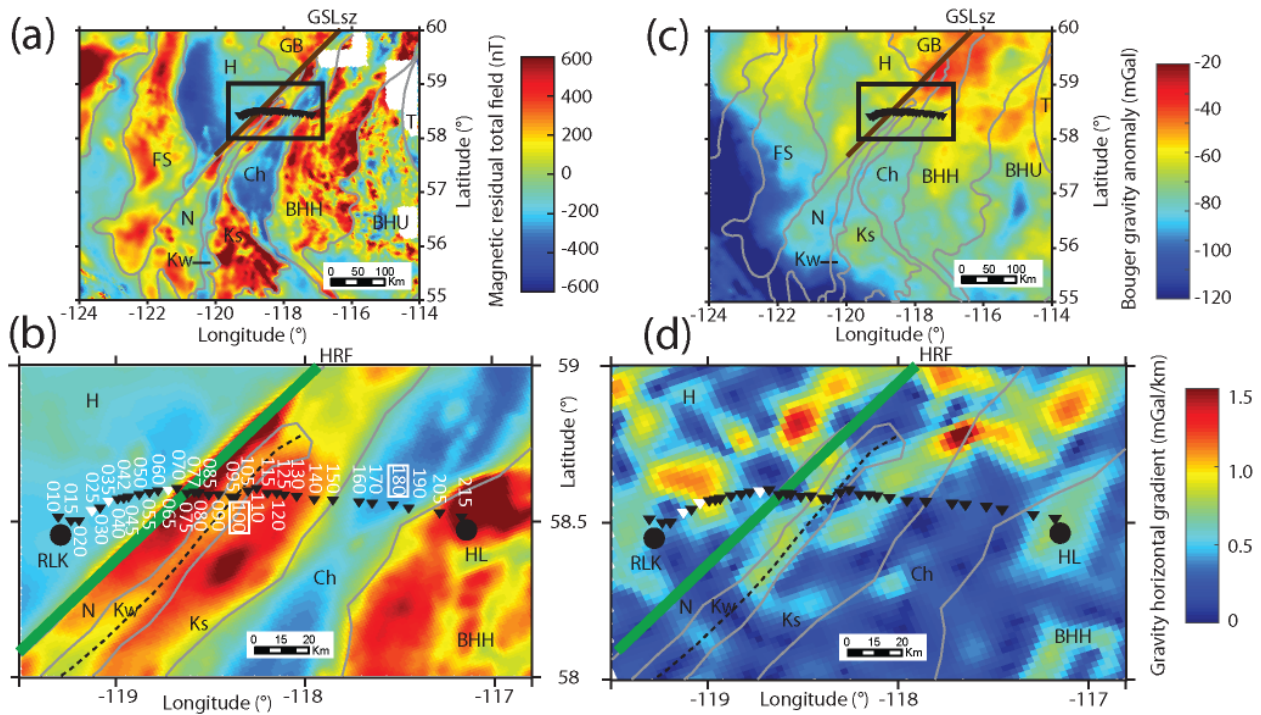 GSLsz
(a)
GB
H
FS
Ch
T
N
BHH
BHU
Ks
Kw
0 50 100
Km
60
59
58
57
56
55
Latitude (°)
-124
-122
-120
-118
-116
-114
Longitude (°)
Magnetic residual total field (nT)
600
400
200
0
-200
-400
-600
GSLsz
(c)
GB
H
FS
Ch
T
N
BHH
BHU
Ks
Kw
0 50 100
Km
60
59
58
57
56
55
Latitude (°)
-124
-122
-120
-118
-116
-114
Longitude (°)
Bouger gravity anomaly (mGal)
-20
-40
-60
-80
-100
-120
(b)
HRF
H
010
015
020
025
030
035
040
042
045
050
055
060
065
070
075
077
080
085
090
095
100
105
110
115
120
125
130
140
150
160
170
180
190
205
215
RLK
HL
N
Kw
Ks
Ch
BHH
0 15 20
Km
59
58.5
58
Latitude (°)
-119
-118
-117
Longitude (°)
(d)
HRF
H
RLK
HL
N
Kw
Ks
Ch
BHH
0 15 20
Km
59
58.5
58
-119
-118
-117
Longitude (°)
Gravity horizontal gradient (mGal/km)
1.5
1.0
0.5
0